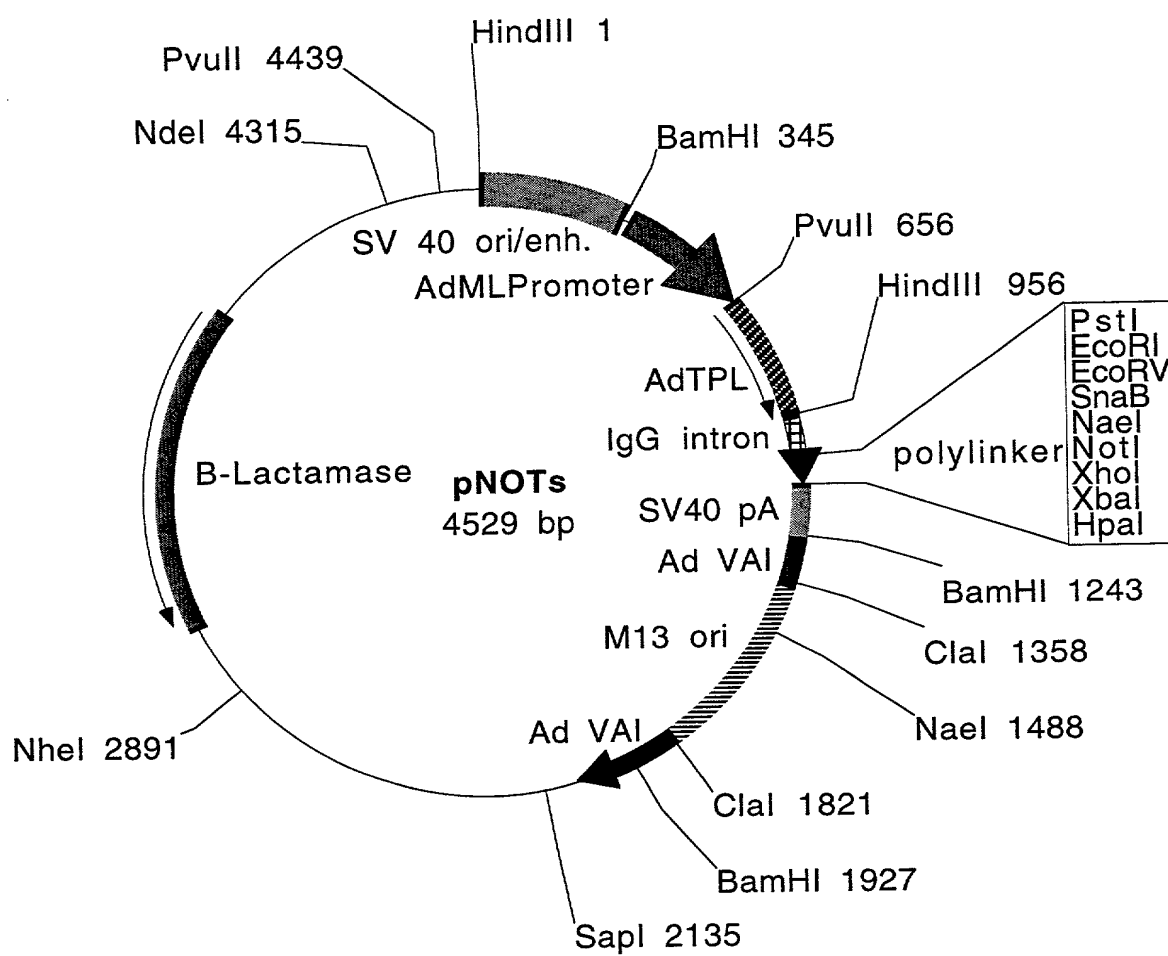 HindIII 1
PvuII 4439
NdeI 4315
BamHI 345
SV 40 ori/enh.
AdMLPromoter
PvuII 656
HindIII 956
AdTPL
IgG intron
polylinker
PstI
EcoRI
EcoRV
SnaB
NaeI
NotI
XhoI
XbaI
HpaI
B-Lactamase
pNOTs
4529 bp
SV40 pA
Ad VAI
BamHI 1243
M13 ori
ClaI 1358
NaeI 1488
Ad VAI
NheI 2891
ClaI 1821
BamHI 1927
SapI 2135